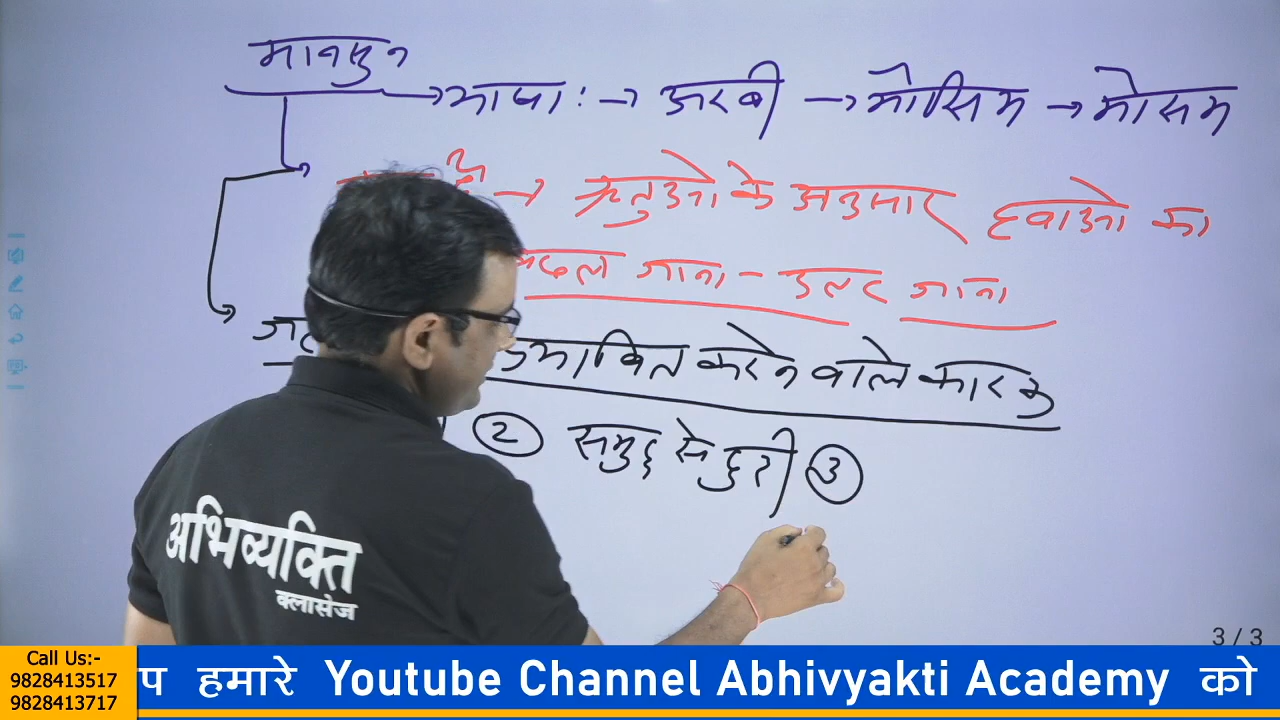 मानसुन
→ भाषा : → अरबी → मौसिम → मौसम
→ ऋतुओ के अनुसार हवाओ का
बदल जाना - उलट जाना
प्रभावित करने वाले कारक
② समुद्र से दुरी ③
अभिव्यक्ति
क्लासेज
3 / 3
Call Us:-
9828413517
9828413717
प हमारे Youtube Channel Abhivyakti Academy को